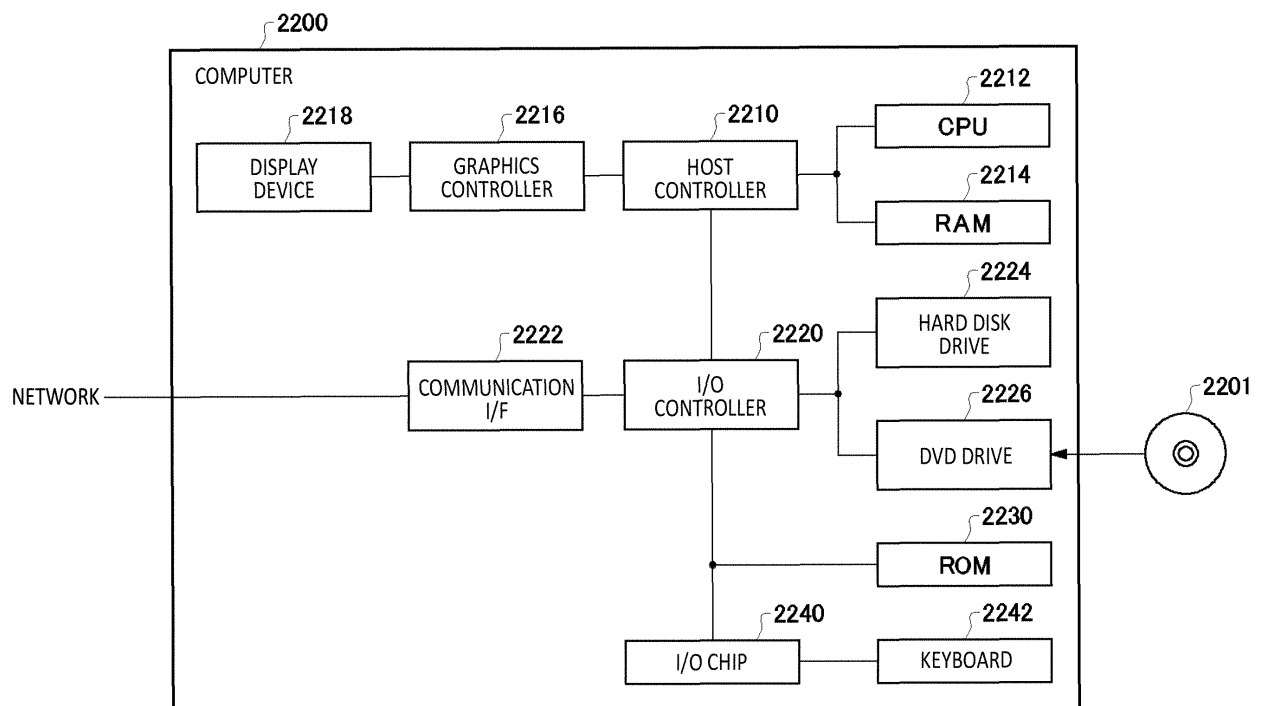 2200
COMPUTER
2218
DISPLAY
DEVICE
2216
GRAPHICS
CONTROLLER
2210
HOST
CONTROLLER
2212
CPU
2214
RAM
2224
HARD DISK
DRIVE
NETWORK
2222
COMMUNICATION
I/F
2220
I/O
CONTROLLER
2226
DVD DRIVE
2201
2230
ROM
2240
I/O CHIP
2242
KEYBOARD